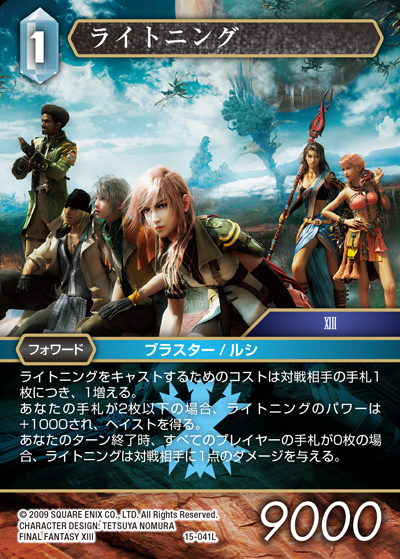 1
ライトニング
XIII
フォワード
ブラスター / ルシ
ライトニングをキャストするためのコストは対戦相手の手札1
枚につき、1増える。
あなたの手札が2枚以下の場合、ライトニングのパワーは
+1000され、ヘイストを得る。
あなたのターン終了時、すべてのプレイヤーの手札が0枚の場
合、ライトニングは対戦相手に1点のダメージを与える。
© 2009 SQUARE ENIX CO., LTD. All Rights Reserved.
CHARACTER DESIGN: TETSUYA NOMURA
FINAL FANTASY XIII
15-041L
9000